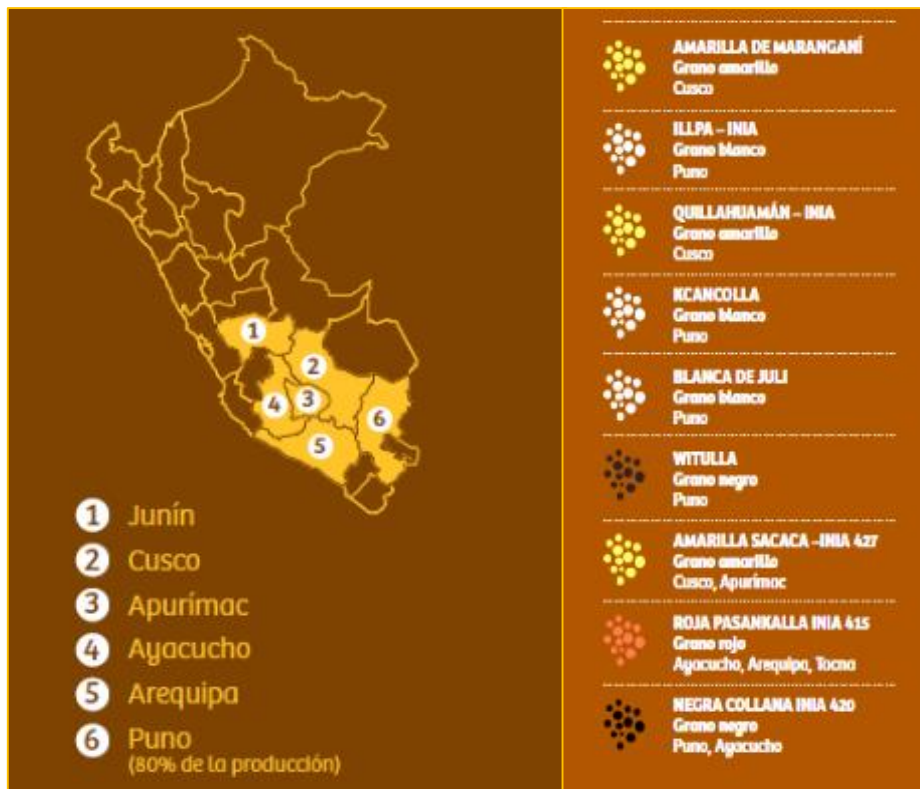 1
2
3
4
5
6
1 Junín
2 Cusco
3 Apurímac
4 Ayacucho
5 Arequipa
6 Puno
(80% de la producción)
AMARILLA DE MARANGANÍ
Grano amarillo
Cusco
ILLPA – INIA
Grano blanco
Puno
QUILLAHUAMÁN – INIA
Grano amarillo
Cusco
KCANCOLLA
Grano blanco
Puno
BLANCA DE JULI
Grano blanco
Puno
WITULLA
Grano negro
Puno
AMARILLA SACACA –INIA 427
Grano amarillo
Cusco, Apurímac
ROJA PASANKALLA INIA 415
Grano rojo
Ayacucho, Arequipa, Tacna
NEGRA COLLANA INIA 420
Grano negro
Puno, Ayacucho